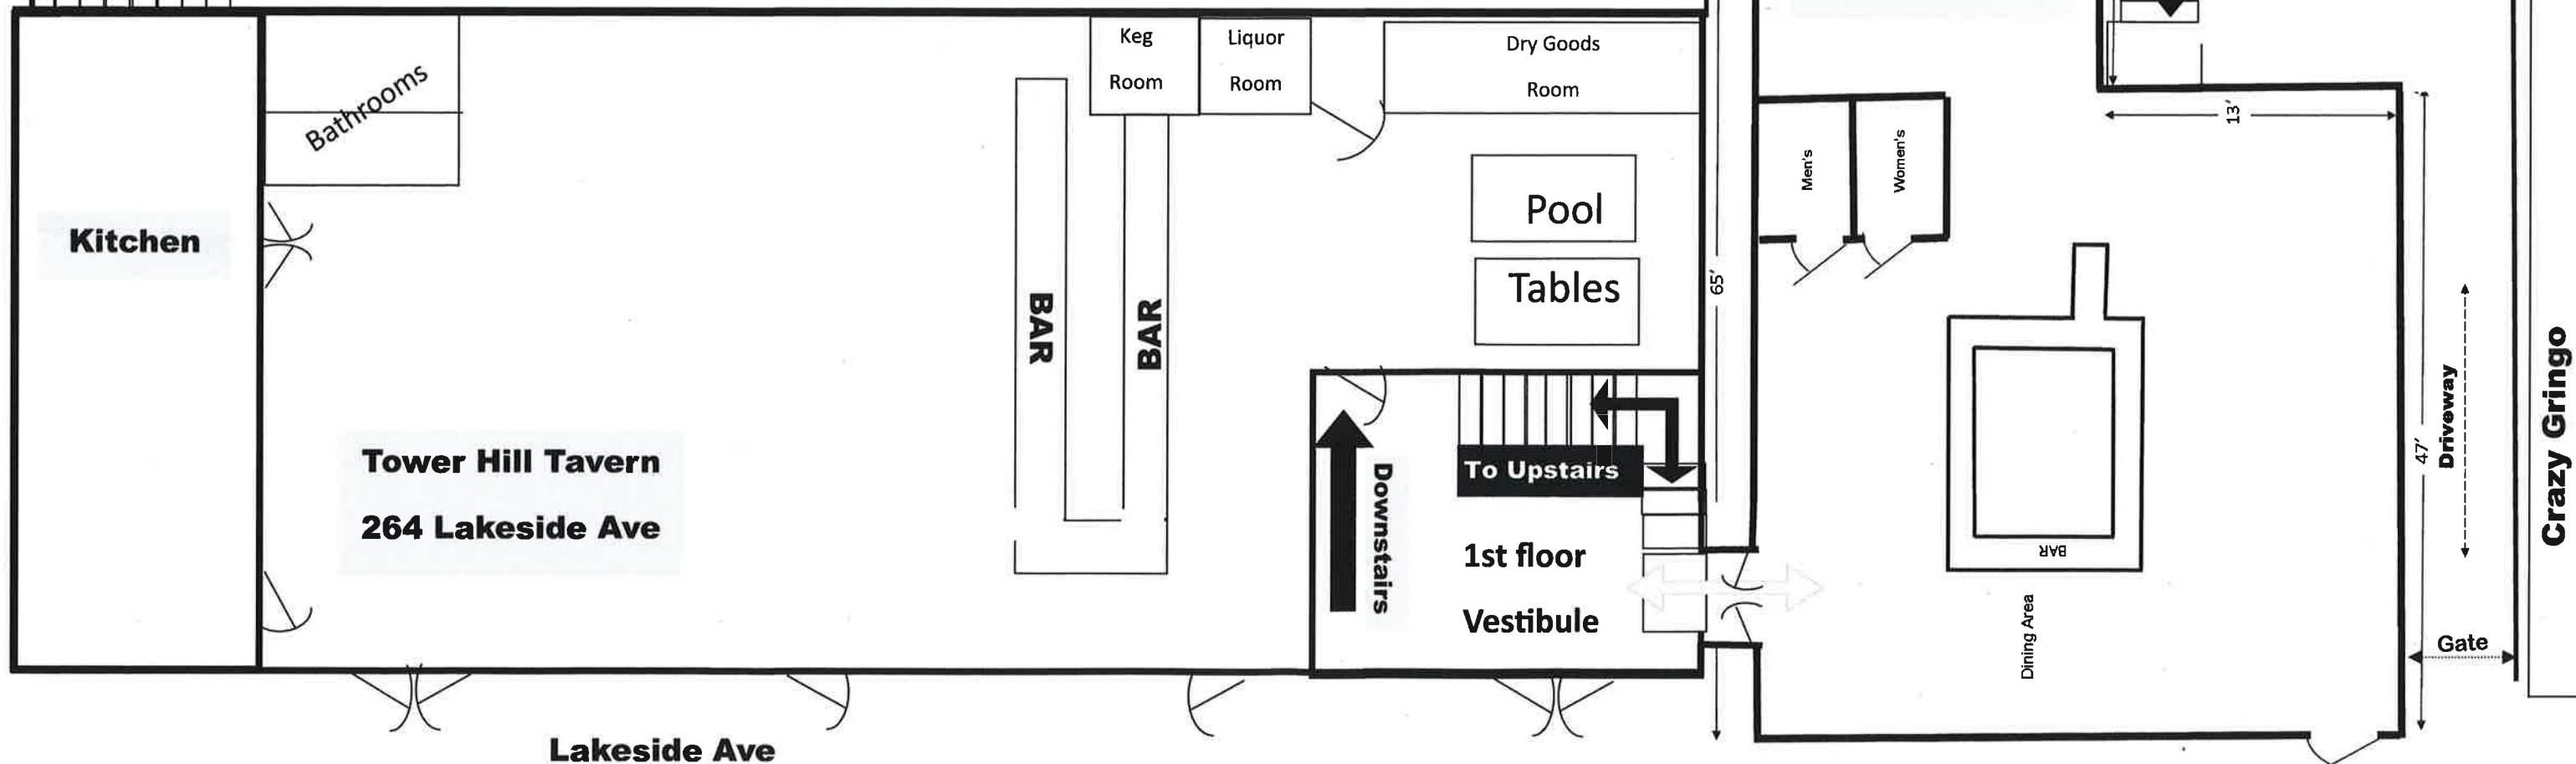 Keg
Room
Liquor
Room
Dry Goods
Room
Bathrooms
13'
Men's
Women's
Kitchen
Pool
Tables
65'
BAR
BAR
Tower Hill Tavern
264 Lakeside Ave
To Upstairs
Downstairs
1st floor
Vestibule
BAR
Dining Area
47'
Driveway
Gate
Crazy Gringo
Lakeside Ave